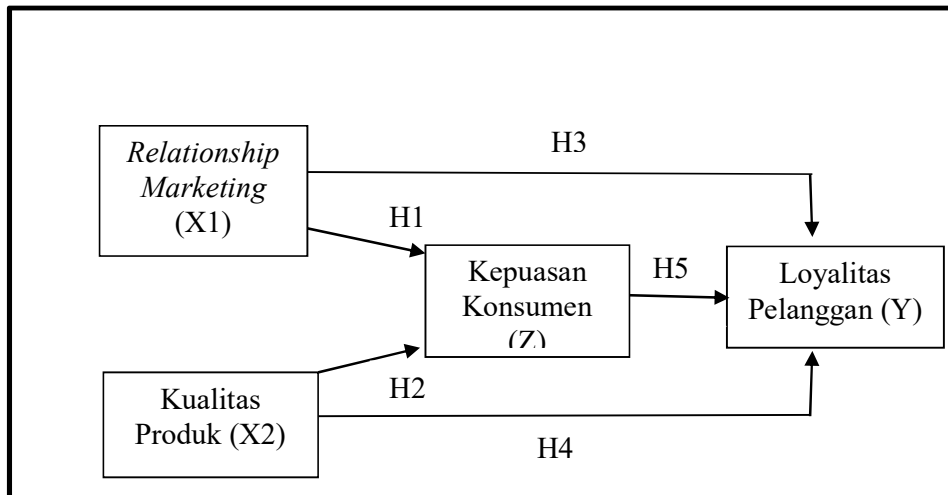 H3
Relationship
Marketing
(X1)
H1
Kepuasan
Konsumen
(Z)
H5
Loyalitas
Pelanggan (Y)
Kualitas
Produk (X2)
H2
H4